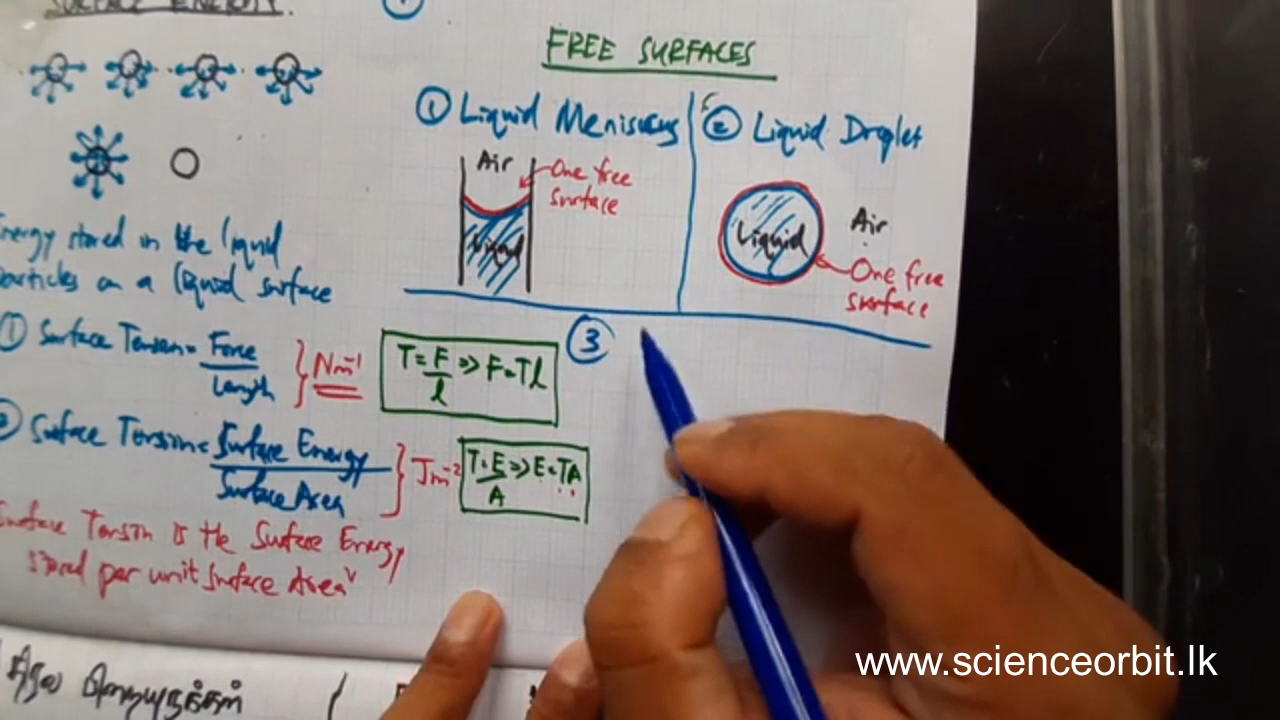 SURFACE ENERGY
Energy stored in the liquid
particles on a liquid surface
① Surface Tension = Force
Length
Nm⁻¹
T = F/l => F = Tl
② Surface Tension = Surface Energy
Surface Area
Jm⁻²
T = E/A => E = TA
Surface Tension is the Surface Energy
stored per unit Surface Area
FREE SURFACES
① Liquid Meniscus
Air
One free
surface
Liquid
② Liquid Droplet
Liquid
Air
One free
surface
③
www.scienceorbit.lk